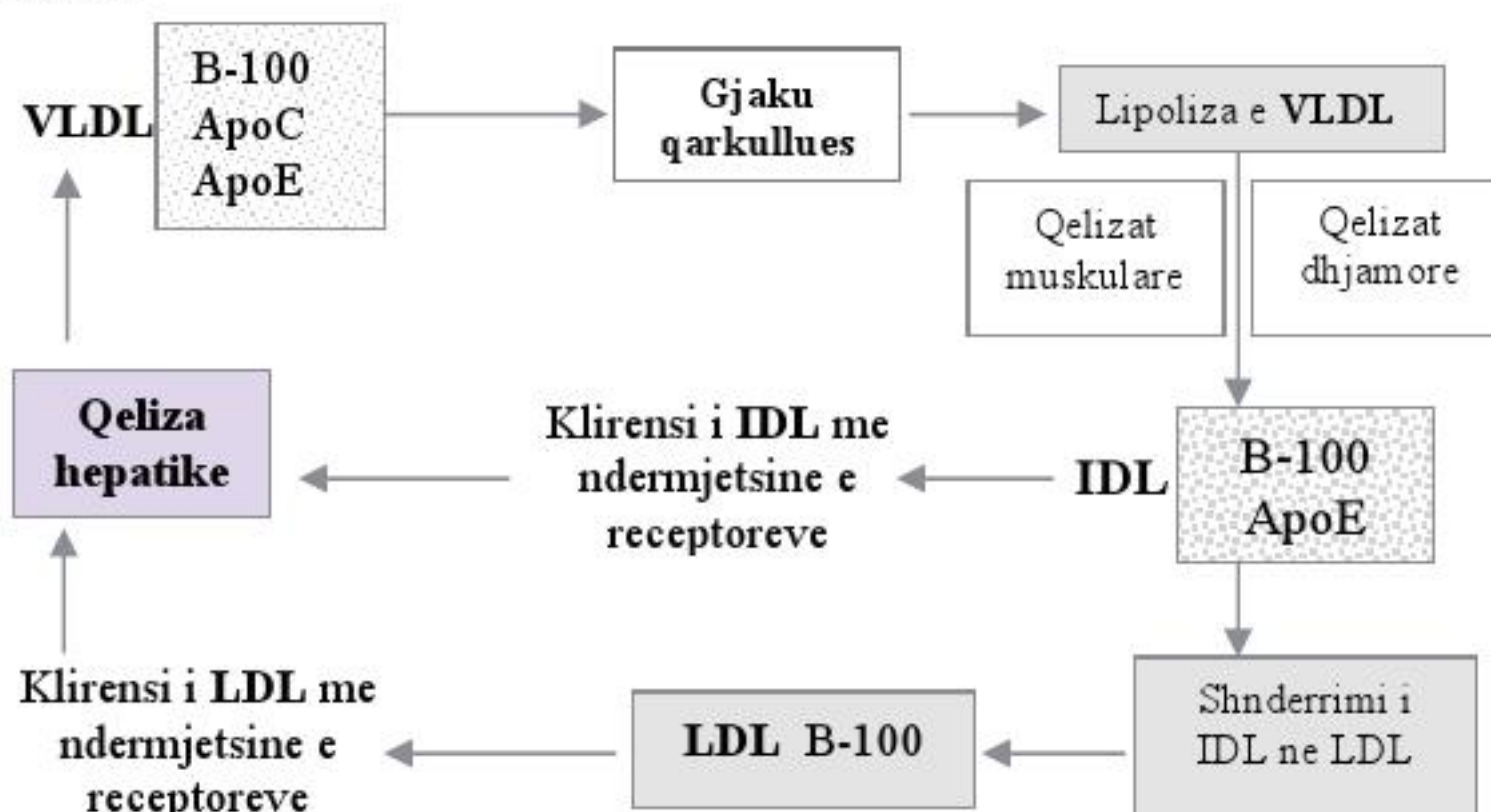 VLDL
B-100
ApoC
ApoE
Gjaku
qarkullues
Lipoliza e VLDL
Qelizat
muskulare
Qelizat
dhjamore
Qeliza
hepatike
Klirensi i IDL me
ndermjetsine e
receptoreve
IDL
B-100
ApoE
Klirensi i LDL me
ndermjetsine e
receptoreve
LDL B-100
Shnderrimi i
IDL ne LDL